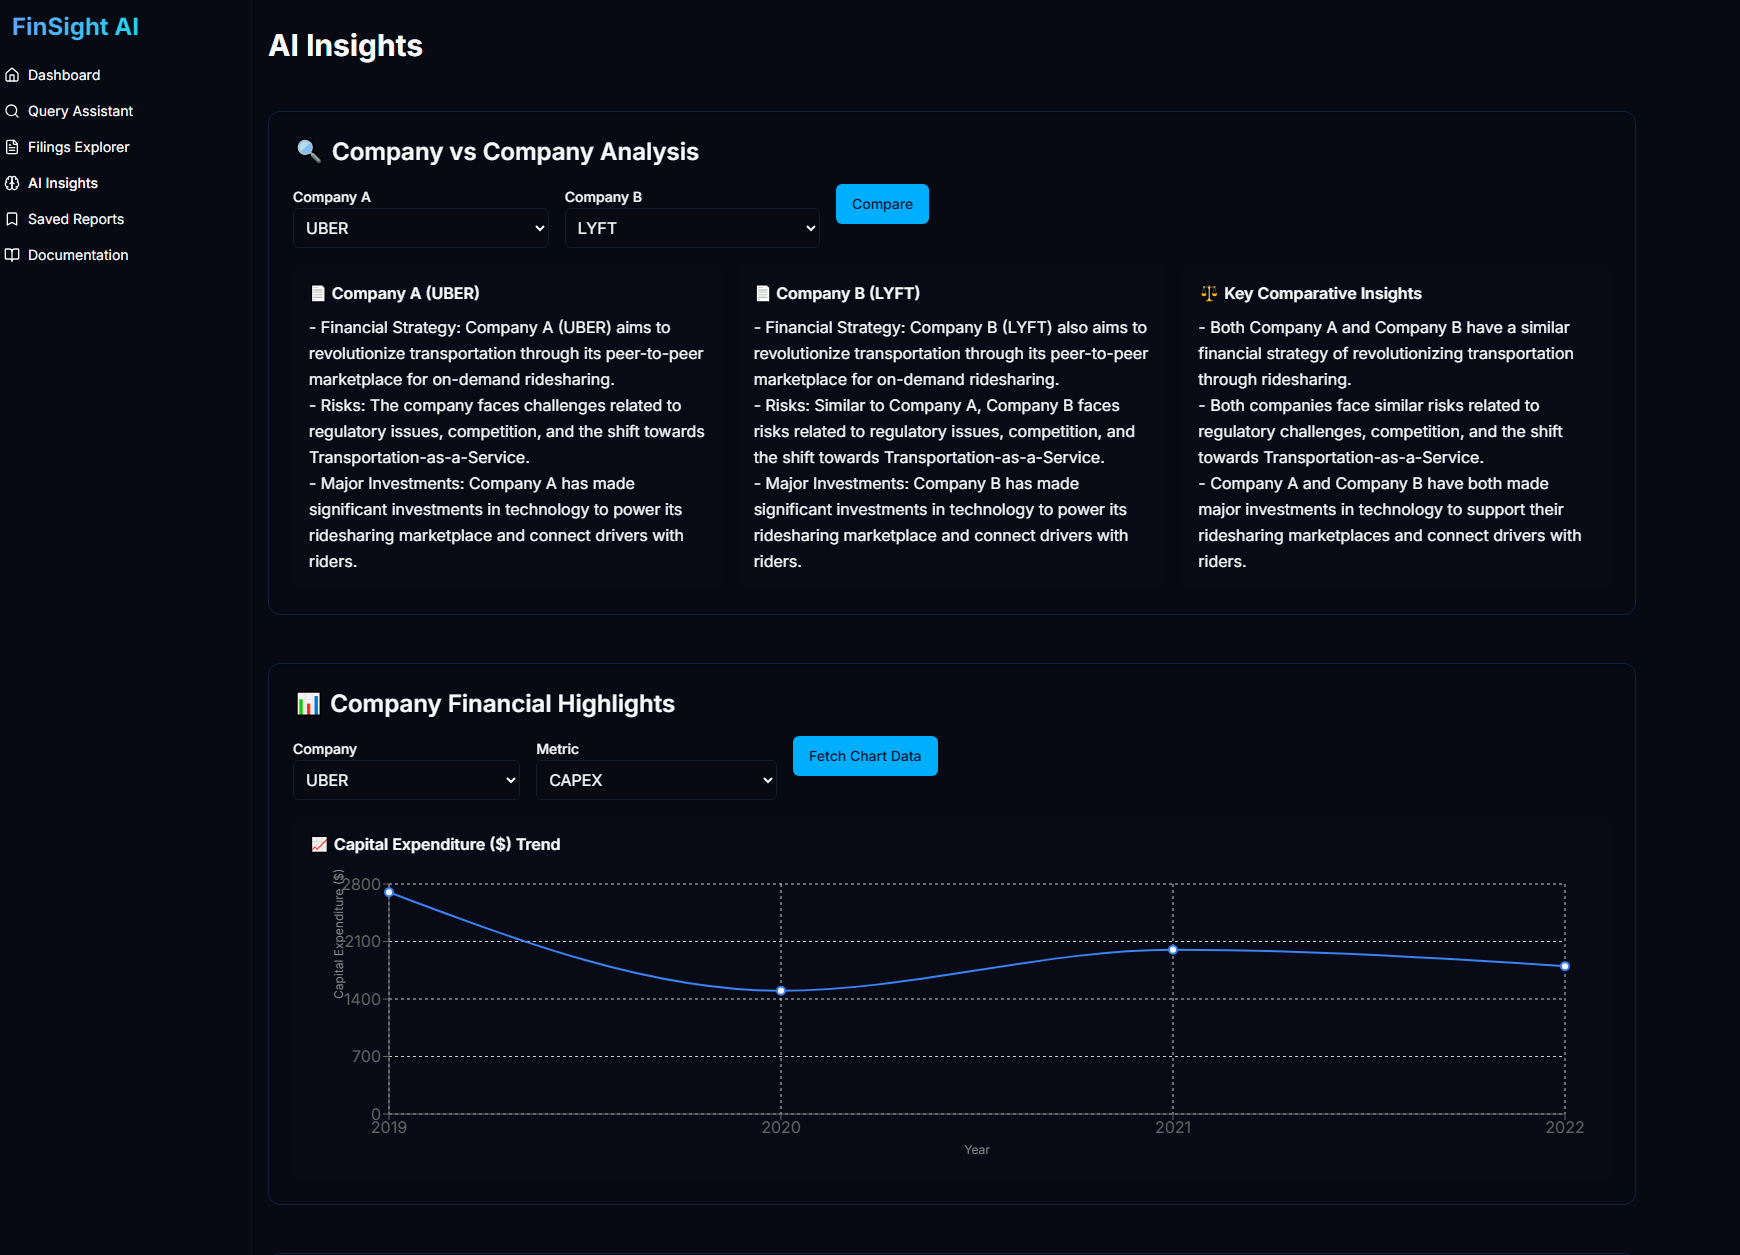 FinSight AI
Dashboard
Query Assistant
Filings Explorer
AI Insights
Saved Reports
Documentation
AI Insights
Company vs Company Analysis
Company A
Company B
Compare
UBER
LYFT
Company A (UBER)
- Financial Strategy: Company A (UBER) aims to
revolutionize transportation through its peer-to-peer
marketplace for on-demand ridesharing.
- Risks: The company faces challenges related to
regulatory issues, competition, and the shift towards
Transportation-as-a-Service.
- Major Investments: Company A has made
significant investments in technology to power its
ridesharing marketplace and connect drivers with
riders.
Company B (LYFT)
- Financial Strategy: Company B (LYFT) also aims to
revolutionize transportation through its peer-to-peer
marketplace for on-demand ridesharing.
- Risks: Similar to Company A, Company B faces
risks related to regulatory issues, competition, and
the shift towards Transportation-as-a-Service.
- Major Investments: Company B has made
significant investments in technology to power its
ridesharing marketplace and connect drivers with
riders.
Key Comparative Insights
- Both Company A and Company B have a similar
financial strategy of revolutionizing transportation
through ridesharing.
- Both companies face similar risks related to
regulatory challenges, competition, and the shift
towards Transportation-as-a-Service.
- Company A and Company B have both made
major investments in technology to support their
ridesharing marketplaces and connect drivers with
riders.
Company Financial Highlights
Company
Metric
Fetch Chart Data
UBER
CAPEX
Capital Expenditure ($) Trend
Capital Expenditure ($)
2800
2100
1400
700
0
2019
2020
2021
2022
Year